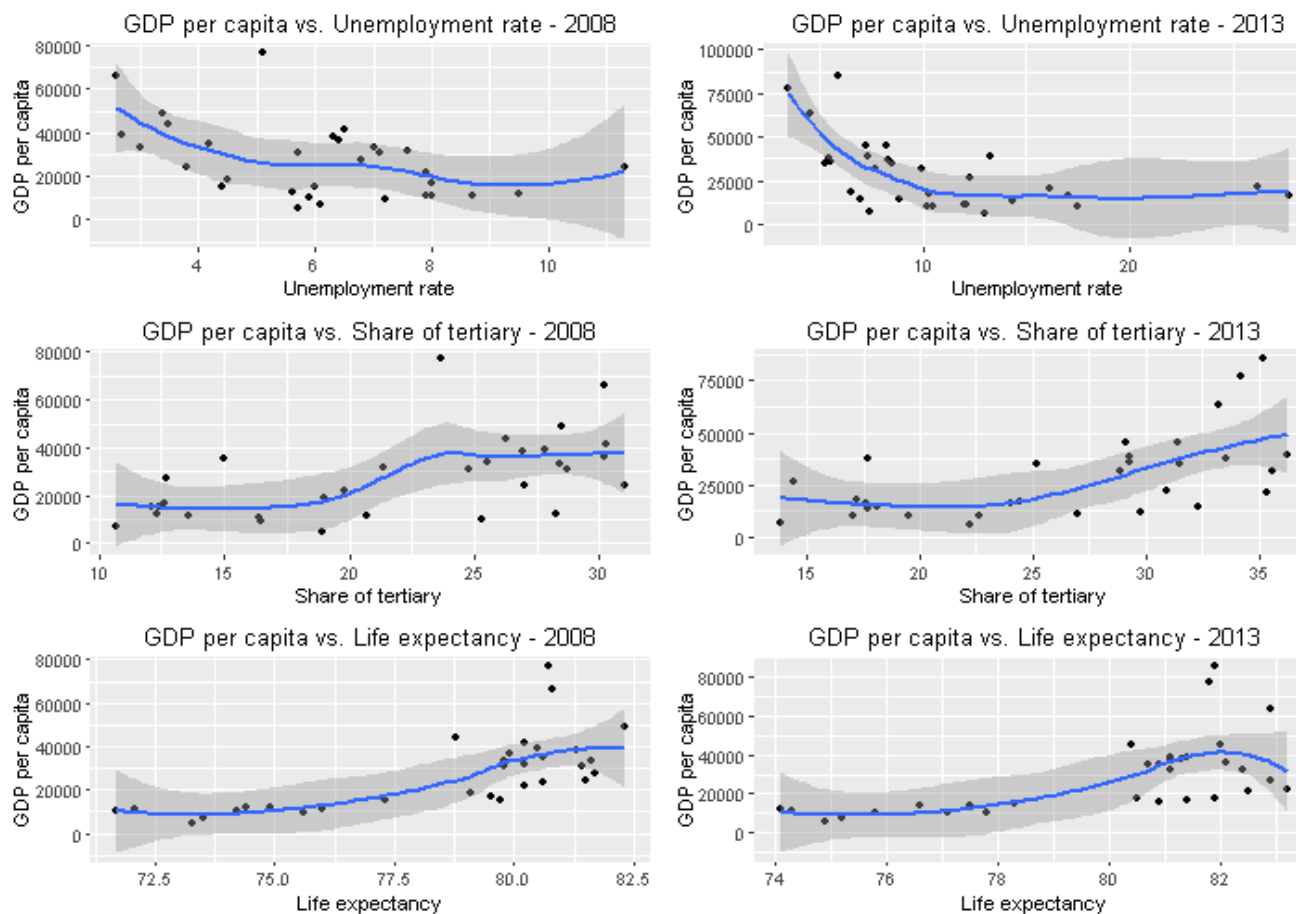 GDP per capita vs. Unemployment rate - 2008
80000
60000
40000
20000
0
GDP per capita
4 6 8 10
Unemployment rate
GDP per capita vs. Unemployment rate - 2013
100000
75000
50000
25000
0
GDP per capita
10 20
Unemployment rate
GDP per capita vs. Share of tertiary - 2008
80000
60000
40000
20000
0
GDP per capita
10 15 20 25 30
Share of tertiary
GDP per capita vs. Share of tertiary - 2013
75000
50000
25000
0
GDP per capita
15 20 25 30 35
Share of tertiary
GDP per capita vs. Life expectancy - 2008
80000
60000
40000
20000
0
GDP per capita
72.5 75.0 77.5 80.0 82.5
Life expectancy
GDP per capita vs. Life expectancy - 2013
80000
60000
40000
20000
0
GDP per capita
74 76 78 80 82
Life expectancy